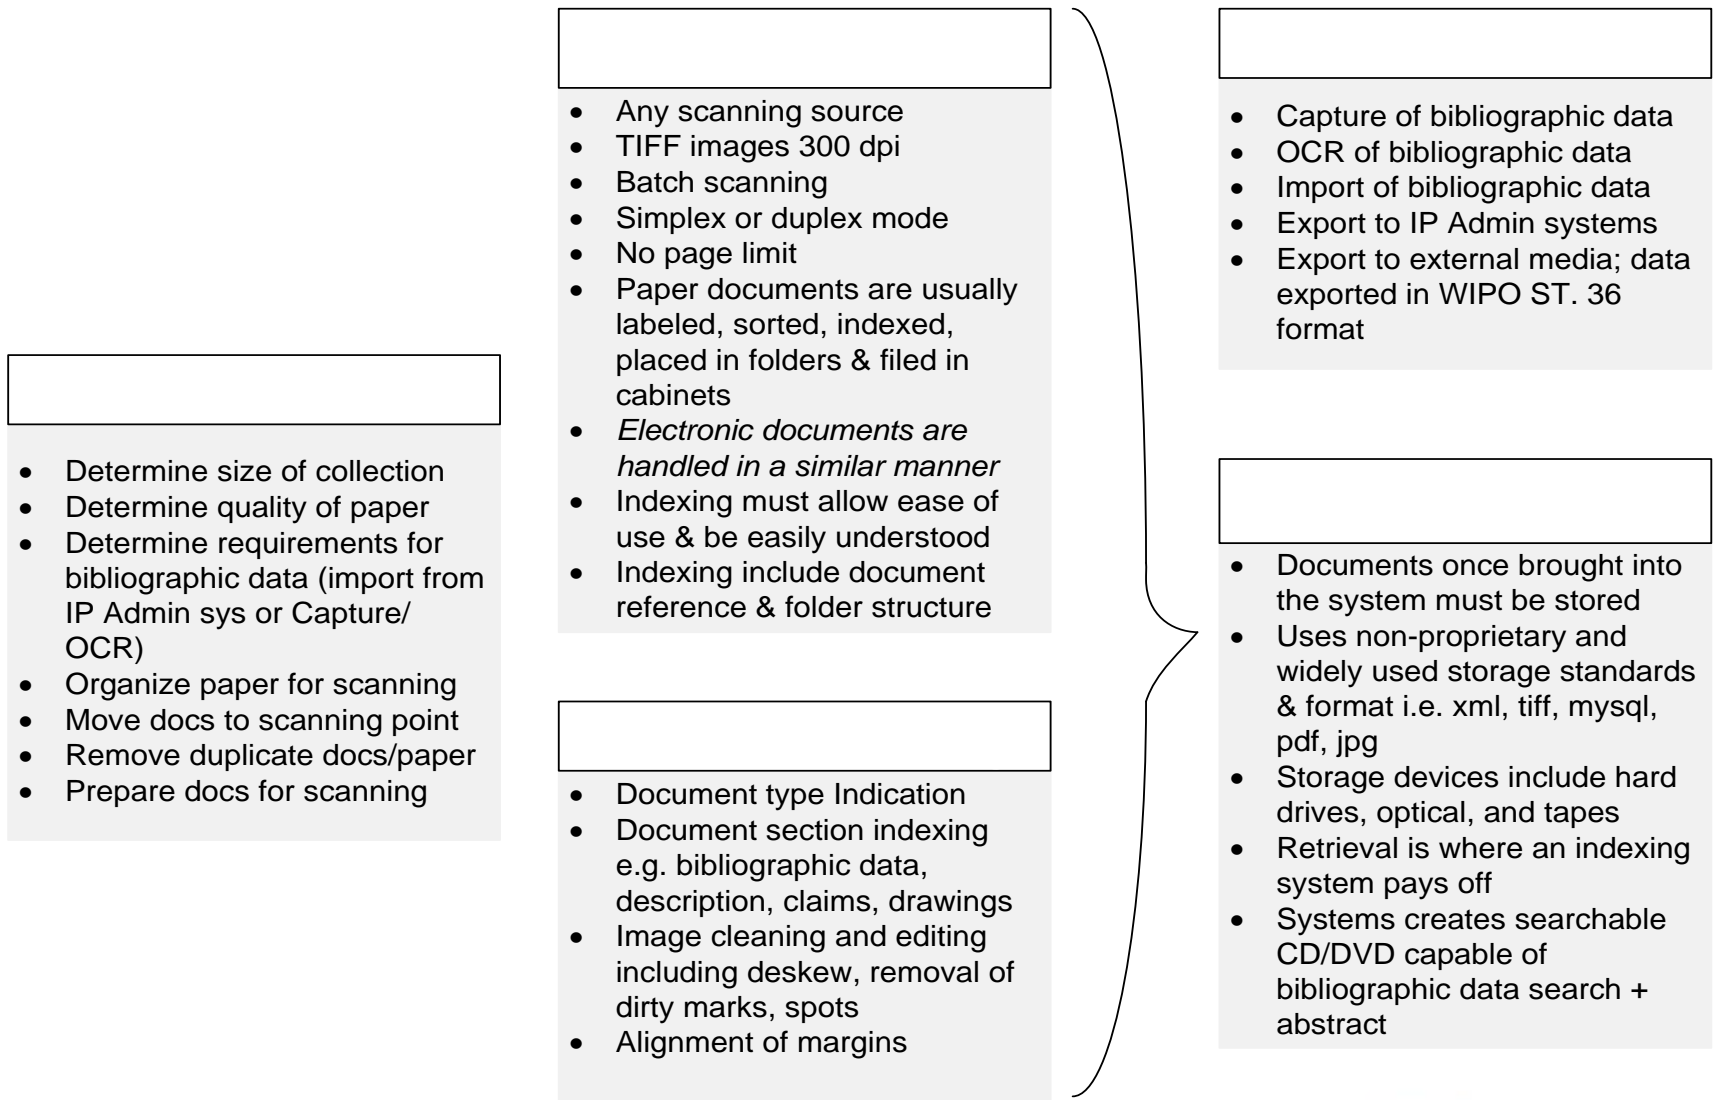 • Determine size of collection
• Determine quality of paper
• Determine requirements for
bibliographic data (import from
IP Admin sys or Capture/
OCR)
• Organize paper for scanning
• Move docs to scanning point
• Remove duplicate docs/paper
• Prepare docs for scanning
• Any scanning source
• TIFF images 300 dpi
• Batch scanning
• Simplex or duplex mode
• No page limit
• Paper documents are usually
labeled, sorted, indexed,
placed in folders & filed in
cabinets
• Electronic documents are
handled in a similar manner
• Indexing must allow ease of
use & be easily understood
• Indexing include document
reference & folder structure
• Document type Indication
• Document section indexing
e.g. bibliographic data,
description, claims, drawings
• Image cleaning and editing
including deskew, removal of
dirty marks, spots
• Alignment of margins
• Capture of bibliographic data
• OCR of bibliographic data
• Import of bibliographic data
• Export to IP Admin systems
• Export to external media; data
exported in WIPO ST. 36
format
• Documents once brought into
the system must be stored
• Uses non-proprietary and
widely used storage standards
& format i.e. xml, tiff, mysql,
pdf, jpg
• Storage devices include hard
drives, optical, and tapes
• Retrieval is where an indexing
system pays off
• Systems creates searchable
CD/DVD capable of
bibliographic data search +
abstract